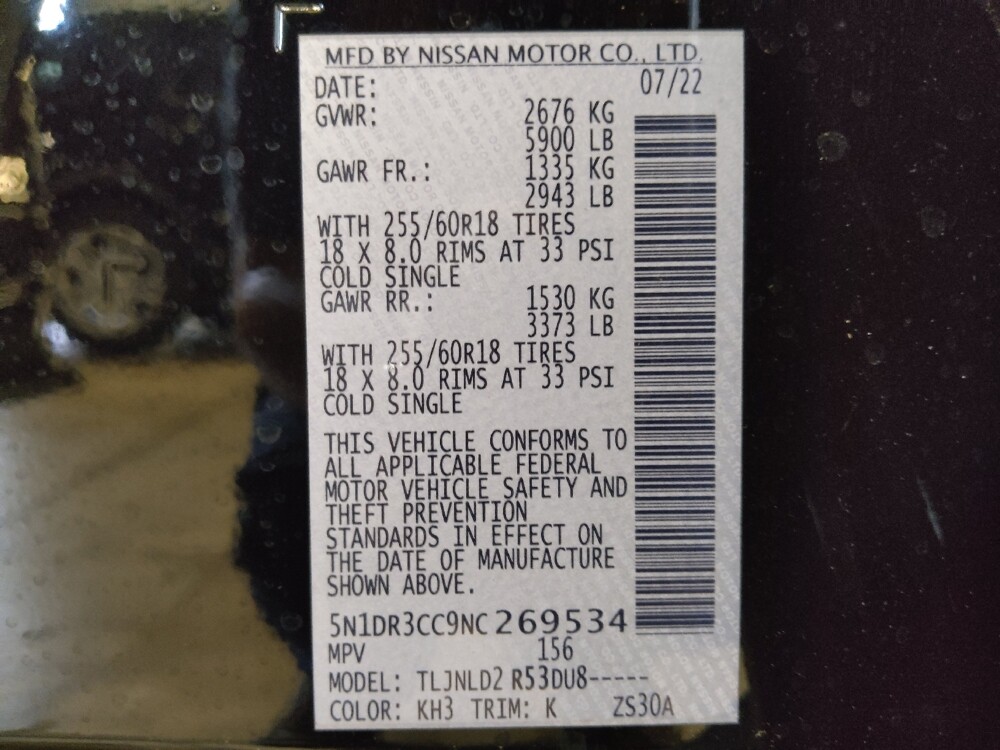 MFD BY NISSAN MOTOR CO., LTD.
DATE: 07/22
GVWR: 2676 KG
5900 LB
GAWR FR.: 1335 KG
2943 LB
WITH 255/60R18 TIRES
18 X 8.0 RIMS AT 33 PSI
COLD SINGLE
GAWR RR.: 1530 KG
3373 LB
WITH 255/60R18 TIRES
18 X 8.0 RIMS AT 33 PSI
COLD SINGLE
THIS VEHICLE CONFORMS TO
ALL APPLICABLE FEDERAL
MOTOR VEHICLE SAFETY AND
THEFT PREVENTION
STANDARDS IN EFFECT ON
THE DATE OF MANUFACTURE
SHOWN ABOVE.
5N1DR3CC9NC269534
MPV 156
MODEL: TLJNLD2 R53DU8-----
COLOR: KH3 TRIM: K ZS30A